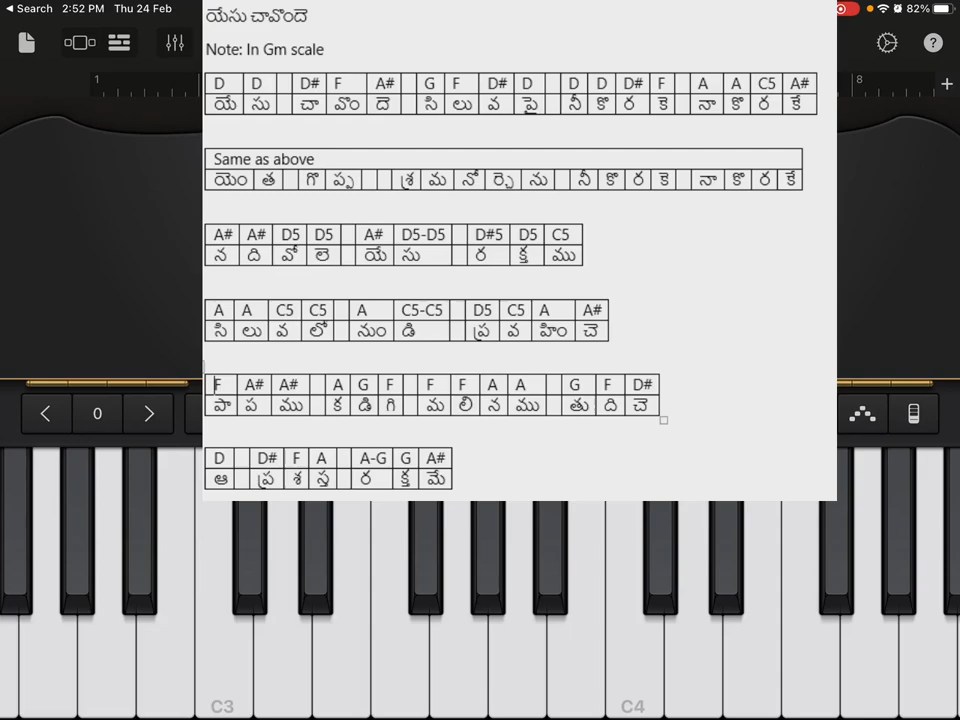 Search 2:52 PM Thu 24 Feb 82%
0
1 8
యేసు చావొందె
Note: In Gm scale
D D D# F A# G F D# D D D D# F A A C5 A#
యే సు చా వొం దె సి లు వ పై నీ కొ ర కె నా కొ ర కే
Same as above
యెం త గొ ప్ప శ్ర మ నో ర్చె ను నీ కొ ర కె నా కొ ర కే
A# A# D5 D5 A# D5-D5 D#5 D5 C5
న ది వో లె యే సు ర క్త ము
A A C5 C5 A C5-C5 D5 C5 A A#
సి లు వ లో నుం డి ప్ర వ హిం చె
F A# A# A G F F F A A G F D#
పా ప ము క డి గి మ లి న ము తు ది చె
D D# F A A-G G A#
ఆ ప్ర శ స్త ర క్త మే
C3 C4